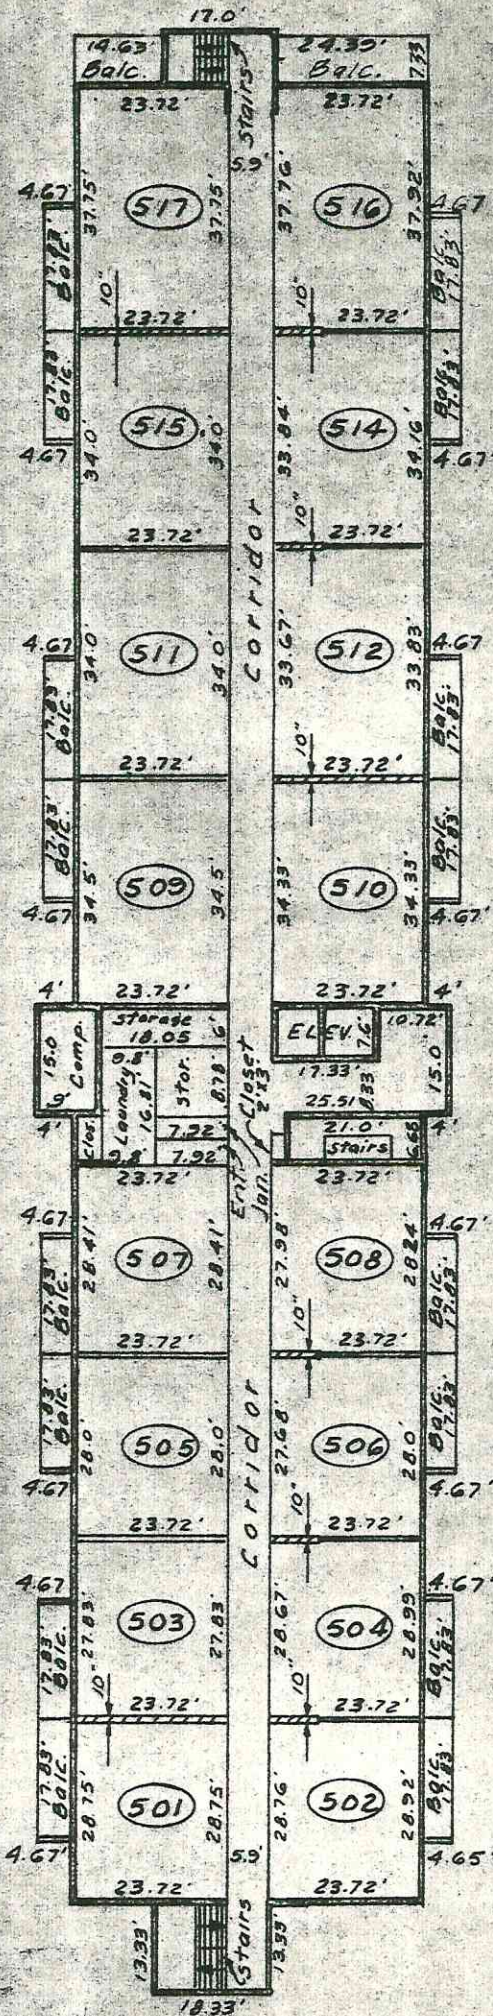 17.0'
14.63' 24.39' 7.33
Balc. Stairs Balc.
23.72' 23.72'
5.9'
4.67' 37.75' 517 37.75' 37.76' 516 37.92' 4.67
17.83' Balc. Balc. 17.83'
10"
23.72' 23.72'
17.83' Balc. Balc. 17.83'
4.67 34.0' 515 34.0' 33.84' 514 34.16' 4.67'
10"
23.72' 23.72'
Corridor
4.67' 34.0' 511 34.0' 33.67' 512 33.83' 4.67
17.83' Balc. Balc. 17.83'
10"
23.72' 23.72'
17.83' Balc. Balc. 17.83'
4.67 34.5' 509 34.5' 34.33' 510 34.33' 4.67'
4' 23.72' 23.72' 4'
Storage 6' ELEV. 7.6' 10.72'
18.05
15.0 Comp. 9.8' Laundry 16.81' Stor. 8.78' Closet 2'x3' 17.33' 15.0
9' 25.51 8.33
4' Clos. 7.92 Ent. Jan. 21.0' 6.65 4'
9.8' 7.92 Stairs
23.72' 23.72'
4.67' 28.41' 507 28.41' 27.98' 508 28.24' 4.67'
17.83' Balc. Balc. 17.83'
10"
23.72' 23.72'
17.83' Balc. Balc. 17.83'
4.67 28.0' 505 28.0' 27.68' 506 28.0' 4.67'
Corridor
10"
23.72' 23.72'
4.67 27.83' 503 27.83' 28.67' 504 28.99' 4.67'
17.83' Balc. Balc. 17.83'
10" 10"
23.72' 23.72'
17.83' Balc. Balc. 17.83'
28.75' 501 28.75' 28.76' 502 28.92'
4.67' 5.9' 4.65'
23.72' 23.72'
13.33' Stairs 13.33'
18.33'